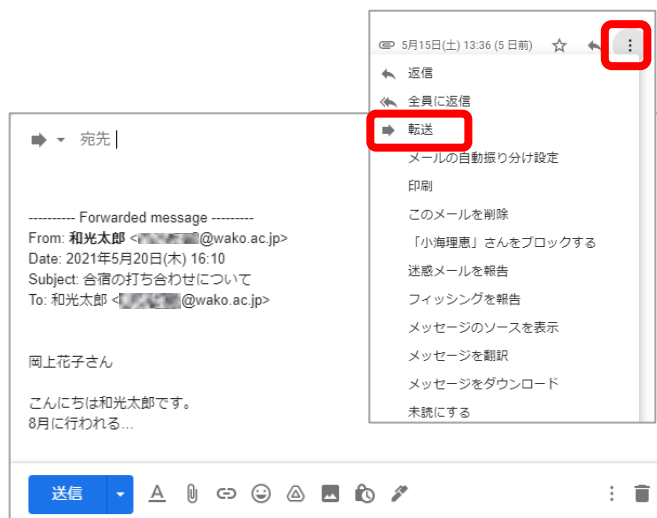 5月15日(土) 13:36 (5 日前)
返信
全員に返信
転送
メールの自動振り分け設定
印刷
このメールを削除
「小海理恵」さんをブロックする
迷惑メールを報告
フィッシングを報告
メッセージのソースを表示
メッセージを翻訳
メッセージをダウンロード
未読にする
宛先
---------- Forwarded message ---------
From: 和光太郎 <@wako.ac.jp>
Date: 2021年5月20日(木) 16:10
Subject: 合宿の打ち合わせについて
To: 和光太郎 <@wako.ac.jp>
岡上花子さん
こんにちは和光太郎です。
8月に行われる...
送信